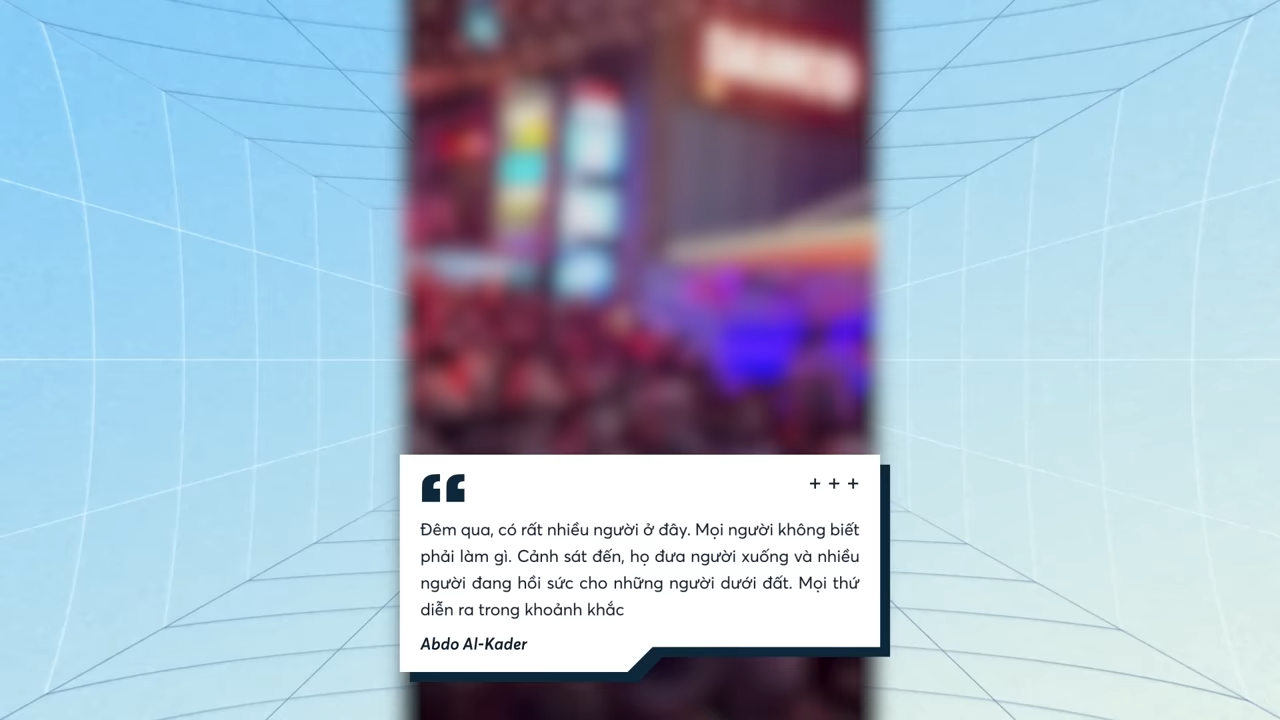 “
+ + +
Đêm qua, có rất nhiều người ở đây. Mọi người không biết
phải làm gì. Cảnh sát đến, họ đưa người xuống và nhiều
người đang hồi sức cho những người dưới đất. Mọi thứ
diễn ra trong khoảnh khắc
Abdo Al-Kader